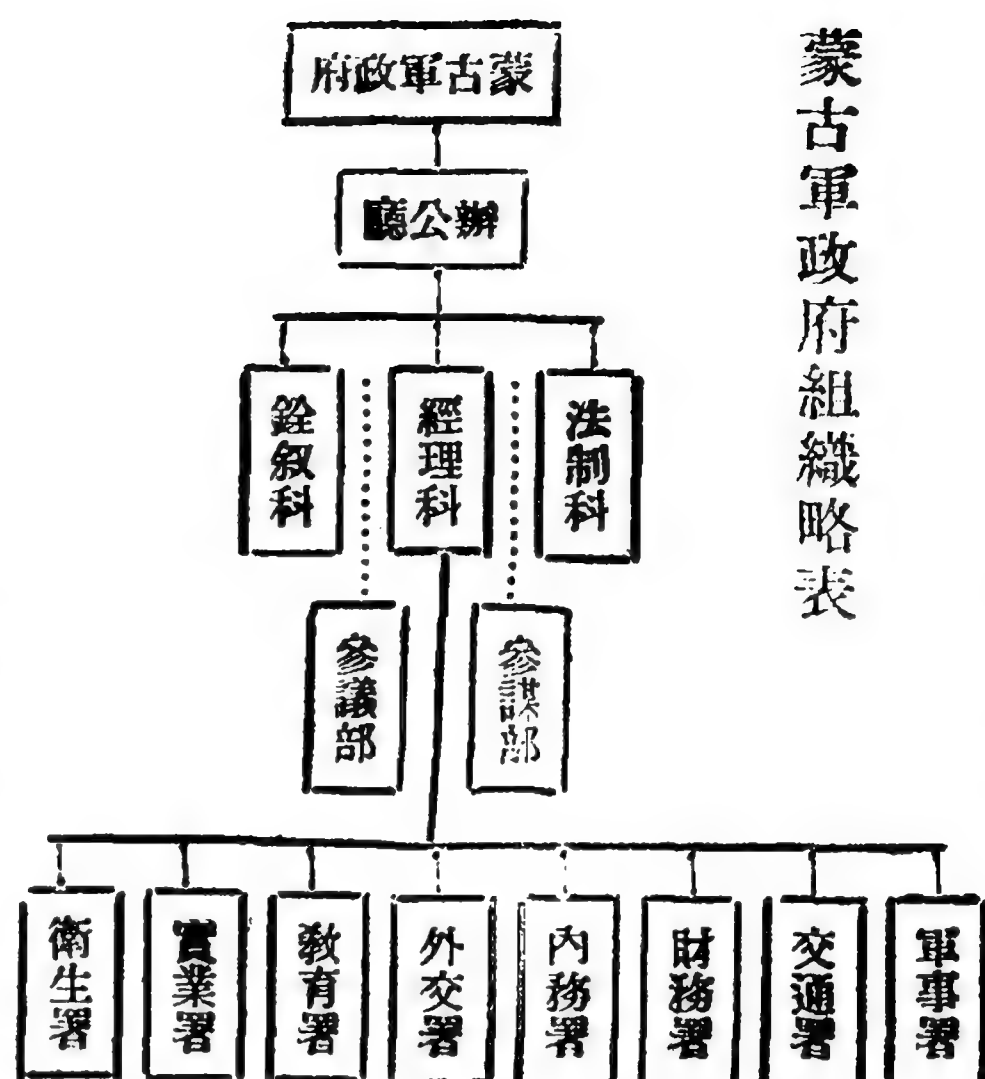 蒙古軍政府組織略表
蒙古軍政府
辦公廳
法制科
經理科
銓叙科
參謀部
參議部
軍事署
交通署
財務署
內務署
外交署
教育署
實業署
衛生署